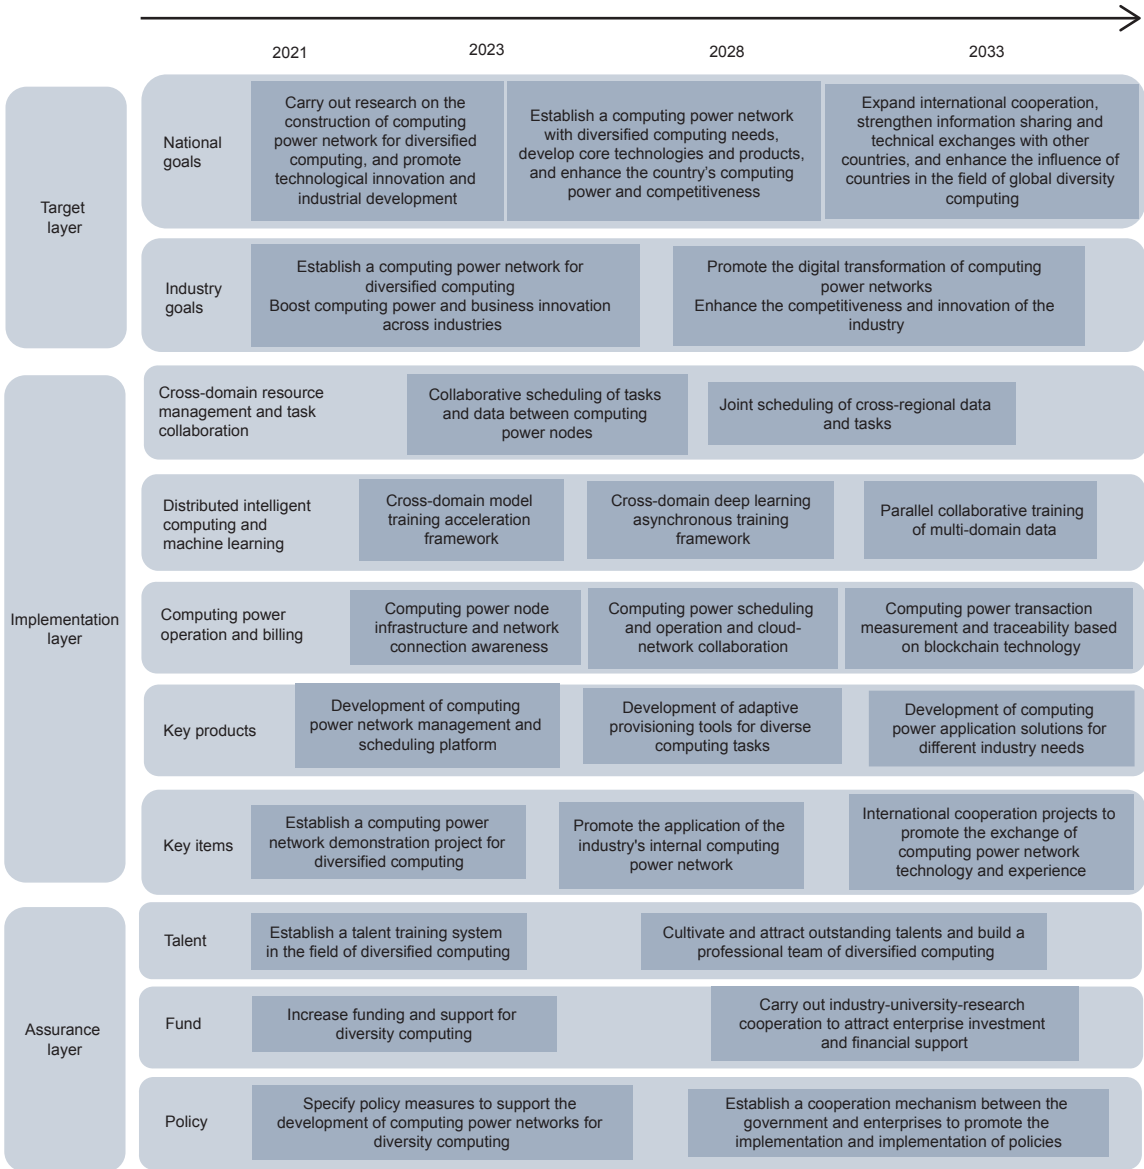 2021
2023
2028
2033
Target
layer
National
goals
Carry out research on the
construction of computing
power network for diversified
computing, and promote
technological innovation and
industrial development
Establish a computing power network
with diversified computing needs,
develop core technologies and products,
and enhance the country's computing
power and competitiveness
Expand international cooperation,
strengthen information sharing and
technical exchanges with other
countries, and enhance the influence of
countries in the field of global diversity
computing
Industry
goals
Establish a computing power network for
diversified computing
Boost computing power and business innovation
across industries
Promote the digital transformation of computing
power networks
Enhance the competitiveness and innovation of the
industry
Implementation
layer
Cross-domain resource
management and task
collaboration
Collaborative scheduling of tasks
and data between computing
power nodes
Joint scheduling of cross-regional data
and tasks
Distributed intelligent
computing and
machine learning
Cross-domain model
training acceleration
framework
Cross-domain deep learning
asynchronous training
framework
Parallel collaborative training
of multi-domain data
Computing power
operation and billing
Computing power node
infrastructure and network
connection awareness
Computing power scheduling
and operation and cloud-
network collaboration
Computing power transaction
measurement and traceability based
on blockchain technology
Key products
Development of computing
power network management and
scheduling platform
Development of adaptive
provisioning tools for diverse
computing tasks
Development of computing
power application solutions for
different industry needs
Key items
Establish a computing power
network demonstration project for
diversified computing
Promote the application of the
industry's internal computing
power network
International cooperation projects to
promote the exchange of
computing power network
technology and experience
Assurance
layer
Talent
Establish a talent training system
in the field of diversified computing
Cultivate and attract outstanding talents and build a
professional team of diversified computing
Fund
Increase funding and support for
diversity computing
Carry out industry-university-research
cooperation to attract enterprise investment
and financial support
Policy
Specify policy measures to support the
development of computing power networks for
diversity computing
Establish a cooperation mechanism between the
government and enterprises to promote the
implementation and implementation of policies